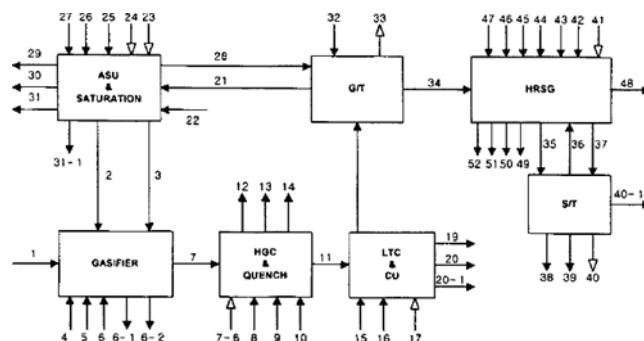 27 26 25 24 23
32 33
47 46 45 44 43 42 41
29
30
31
ASU
&
SATURATION
28
21
22
G/T
34
HRSG
48
31-1
2
3
52 51 50 49
35
36
37
S/T
40-1
38 39 40
12 13 14
1
GASIFIER
7
HGC
&
QUENCH
11
LTC
&
CU
19
20
20-1
4 5 6 6-1 6-2
7-6 8 9 10
15 16 17